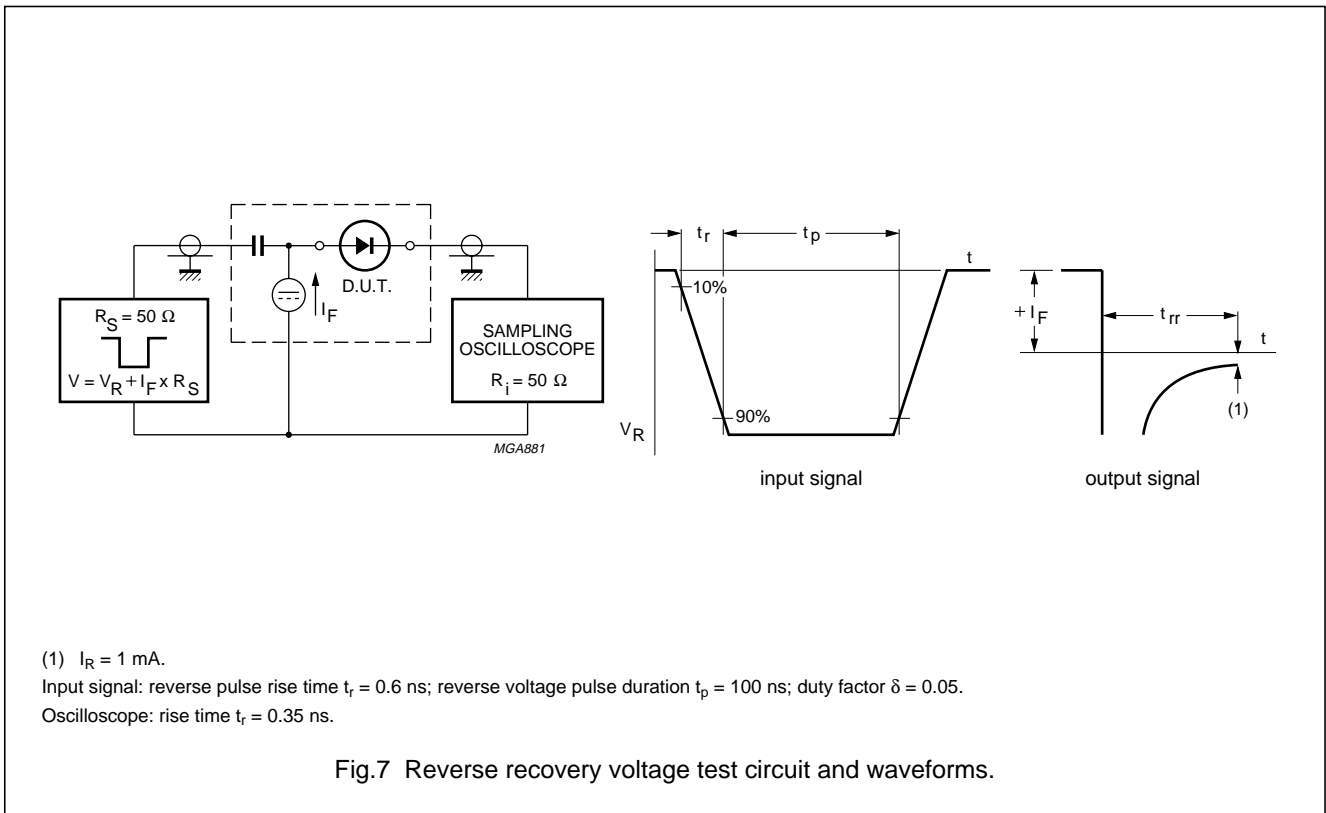 R_S = 50 Ω
V = V_R + I_F x R_S
I_F
D.U.T.
SAMPLING
OSCILLOSCOPE
R_i = 50 Ω
MGA881
t_r
t_p
t
10%
90%
V_R
input signal
+ I_F
t_rr
t
(1)
output signal
(1) I_R = 1 mA.
Input signal: reverse pulse rise time t_r = 0.6 ns; reverse voltage pulse duration t_p = 100 ns; duty factor δ = 0.05.
Oscilloscope: rise time t_r = 0.35 ns.
Fig.7 Reverse recovery voltage test circuit and waveforms.